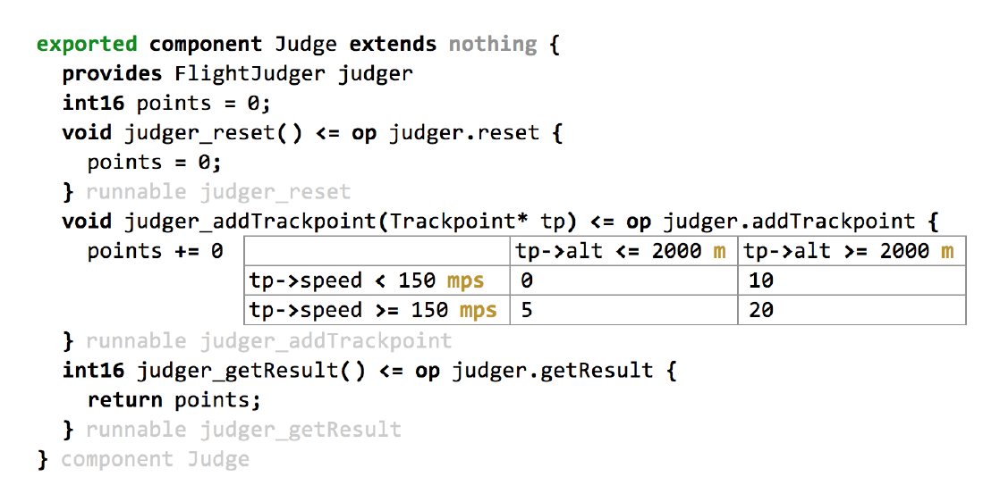 exported component Judge extends nothing {
provides FlightJudger judger
int16 points = 0;
void judger_reset() <= op judger.reset {
points = 0;
} runnable judger_reset
void judger_addTrackpoint(Trackpoint* tp) <= op judger.addTrackpoint {
points += 0 tp->alt <= 2000 m tp->alt >= 2000 m
tp->speed < 150 mps 0 10
tp->speed >= 150 mps 5 20
} runnable judger_addTrackpoint
int16 judger_getResult() <= op judger.getResult {
return points;
} runnable judger_getResult
} component Judge